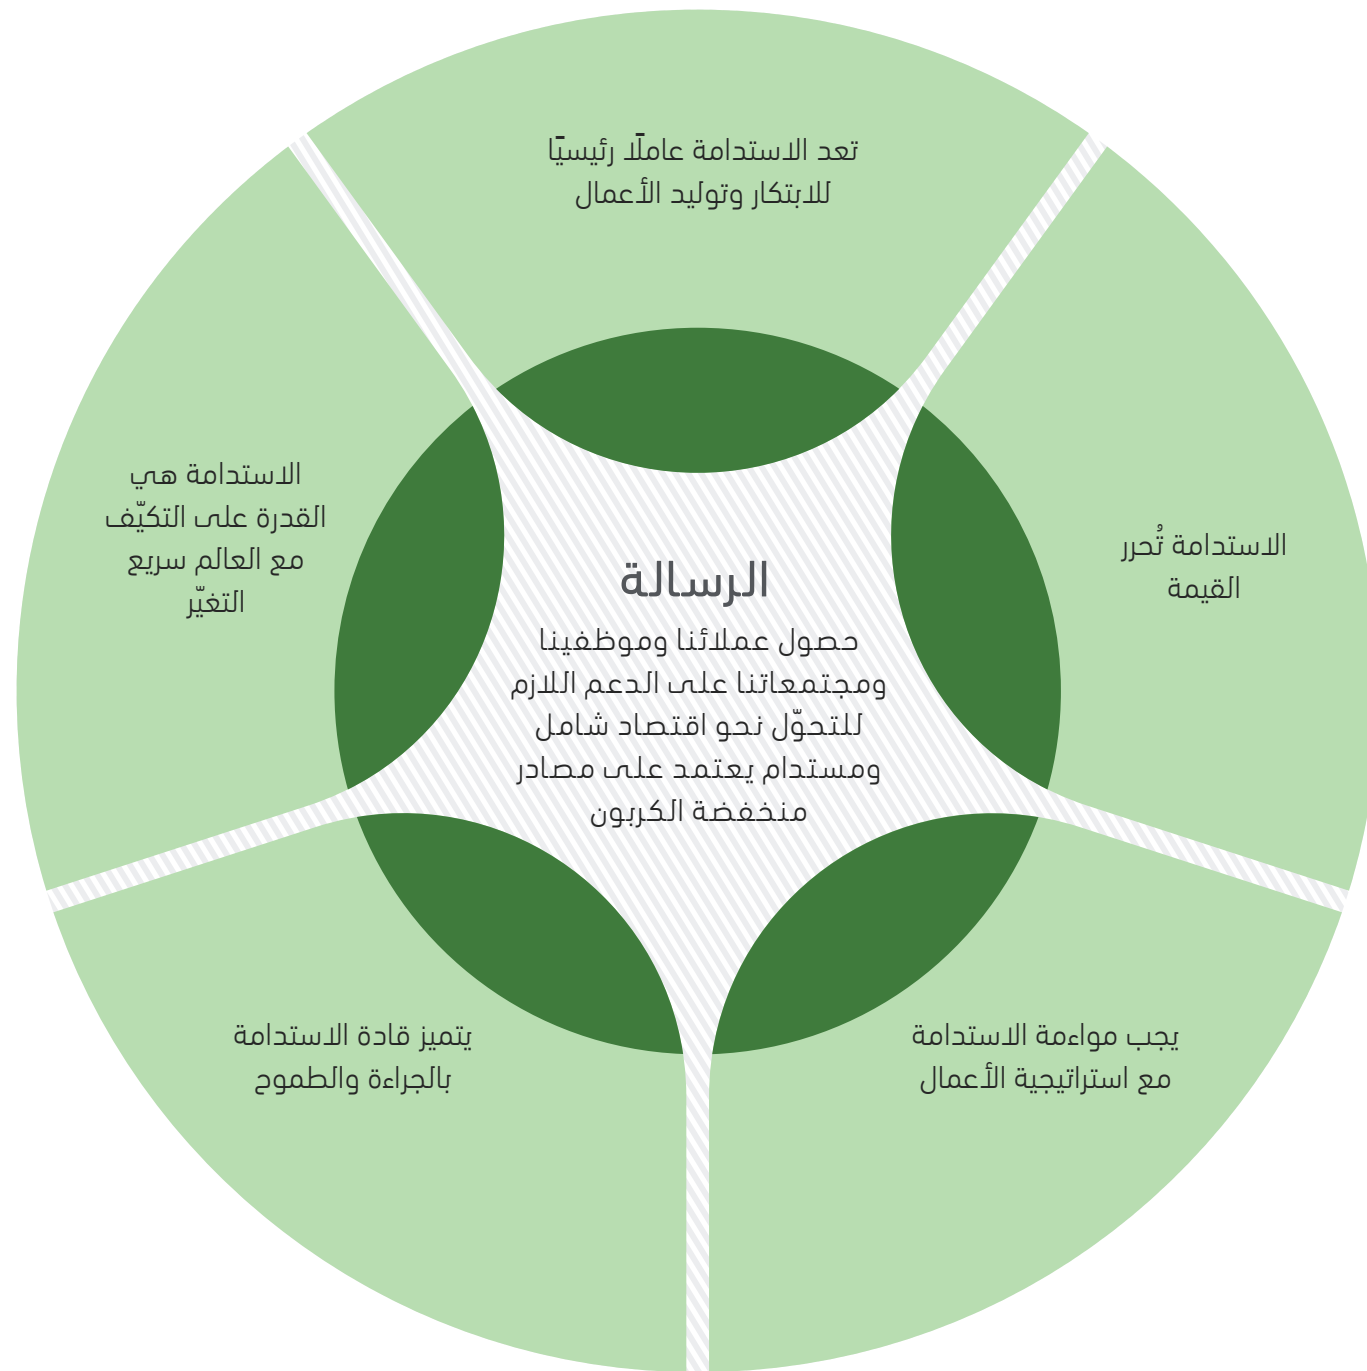 تعد الاستدامة عاملًا رئيسيًا
للابتكار وتوليد الأعمال
الاستدامة تُحرر
القيمة
يجب مواءمة الاستدامة
مع استراتيجية الأعمال
يتميز قادة الاستدامة
بالجراءة والطموح
الاستدامة هي
القدرة على التكيّف
مع العالم سريع
التغيّر
الرسالة
حصول عملائنا وموظفينا
ومجتمعاتنا على الدعم اللازم
للتحوّل نحو اقتصاد شامل
ومستدام يعتمد على مصادر
منخفضة الكربون